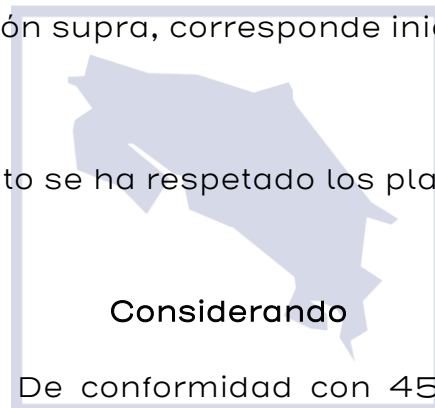 ón supra, corresponde ini
to se ha respetado los pla
Considerando
De conformidad con 45